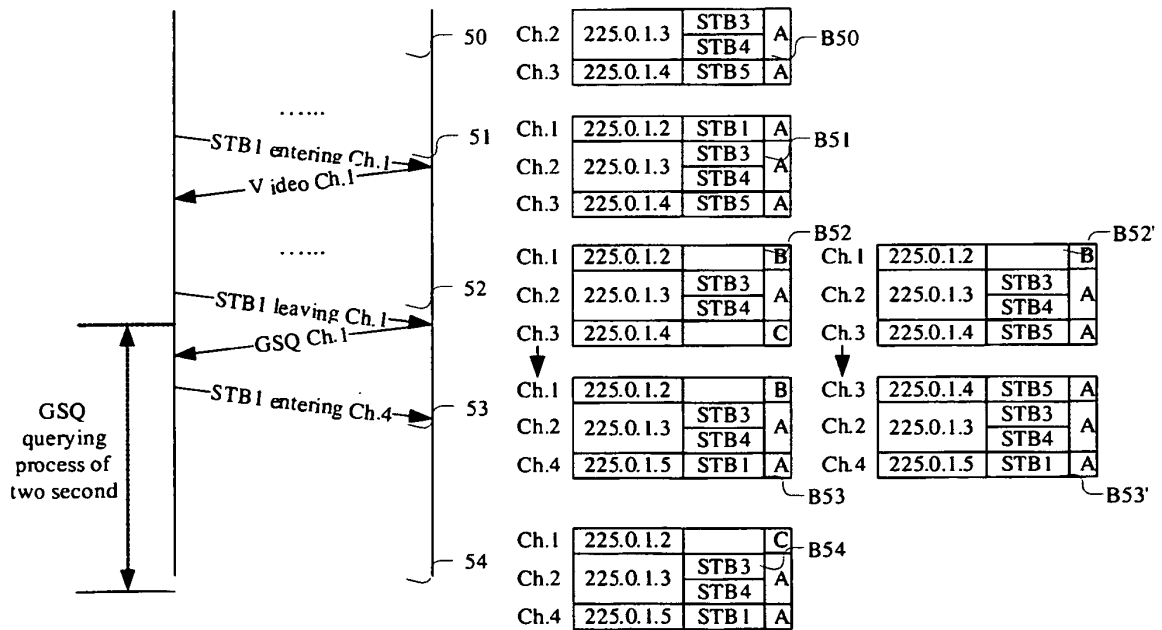 50
Ch.2 225.0.1.3 STB3 A
STB4
Ch.3 225.0.1.4 STB5 A
B50
......
STB1 entering Ch.1
51
Video Ch.1
Ch.1 225.0.1.2 STB1 A
Ch.2 225.0.1.3 STB3 A
STB4
Ch.3 225.0.1.4 STB5 A
B51
......
STB1 leaving Ch.1
52
GSQ Ch.1
Ch.1 225.0.1.2 B
Ch.2 225.0.1.3 STB3 A
STB4
Ch.3 225.0.1.4 C
B52
Ch.1 225.0.1.2 B
Ch.2 225.0.1.3 STB3 A
STB4
Ch.3 225.0.1.4 STB5 A
B52'
STB1 entering Ch.4
53
GSQ
querying
process of
two second
Ch.1 225.0.1.2 B
Ch.2 225.0.1.3 STB3 A
STB4
Ch.4 225.0.1.5 STB1 A
B53
Ch.3 225.0.1.4 STB5 A
Ch.2 225.0.1.3 STB3 A
STB4
Ch.4 225.0.1.5 STB1 A
B53'
54
Ch.1 225.0.1.2 C
Ch.2 225.0.1.3 STB3 A
STB4
Ch.4 225.0.1.5 STB1 A
B54